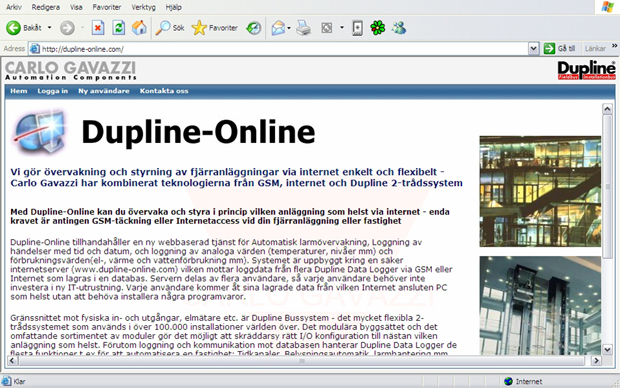 Arkiv Redigera Visa Favoriter Verktyg Hjälp
Bakåt Sök Favoriter
Adress http://dupline-online.com/ Gå till Länkar »
CARLO GAVAZZI
Automation Components
Dupline
Fieldbus Installationbus
Hem Logga in Ny användare Kontakta oss
Dupline-Online
Vi gör övervakning och styrning av fjärranläggningar via internet enkelt och flexibelt -
Carlo Gavazzi har kombinerat teknologierna från GSM, internet och Dupline 2-trådssystem
Med Dupline-Online kan du övervaka och styra i princip vilken anläggning som helst via internet - enda
kravet är antingen GSM-täckning eller Internetaccess vid din fjärranläggning eller fastighet
Dupline-Online tillhandahåller en ny webbaserad tjänst för Automatisk larmövervakning, Loggning av
händelser med tid och datum, och loggning av analoga värden (temperaturer, nivåer mm) och
förbrukningsvärden(el-, värme och vattenförbrukning mm). Systemet är uppbyggt kring en säker
internetserver (www.dupline-online.com) vilken mottar loggdata från flera Dupline Data Logger via GSM eller
Internet som lagras i en databas. Servern delas av flera användare, så varje användare behöver inte
investera i ny IT-utrustning. Varje användare kommer åt sina lagrade data från vilken Internet ansluten PC
som helst utan att behöva installera några programvaror.
Gränssnittet mot fysiska in- och utgångar, elmätare etc. är Dupline Bussystem - det mycket flexibla 2-
trådssystemet som används i över 100.000 installationer världen över. Det modulära byggsättet och det
omfattande sortimentet av moduler gör det möjligt att skräddarsy rätt I/O konfiguration till nästan vilken
anläggning som helst. Förutom loggning och kommunikation mot databasen hanterar Dupline Data Logger de
flesta funktioner t ex för att automatisera en fastighet: Tidkanaler, Belysningsautomatik, larmhantering mm
Klar Internet